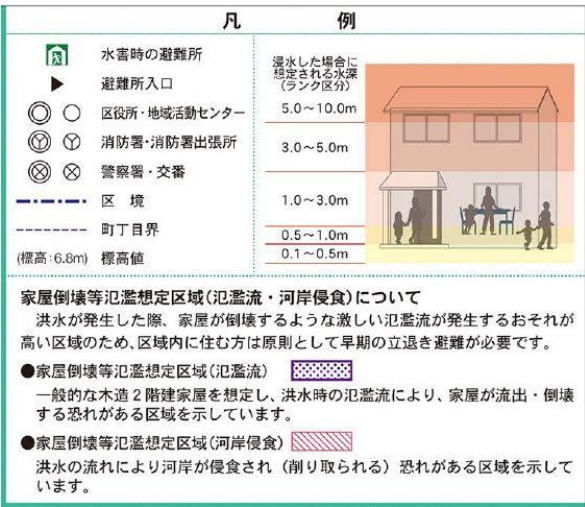 凡 例
水害時の避難所
避難所入口
区役所・地域活動センター
消防署・消防署出張所
警察署・交番
区 境
町丁目界
(標高:6.8m) 標高値
浸水した場合に
想定される水深
(ランク区分)
5.0～10.0m
3.0～5.0m
1.0～3.0m
0.5～1.0m
0.1～0.5m
家屋倒壊等氾濫想定区域(氾濫流・河岸侵食)について
洪水が発生した際、家屋が倒壊するような激しい氾濫流が発生するおそれが
高い区域のため、区域内に住む方は原則として早期の立退き避難が必要です。
●家屋倒壊等氾濫想定区域(氾濫流)
一般的な木造2階建家屋を想定し、洪水時の氾濫流により、家屋が流出・倒壊
する恐れがある区域を示しています。
●家屋倒壊等氾濫想定区域(河岸侵食)
洪水の流れにより河岸が侵食され(削り取られる)恐れがある区域を示して
います。